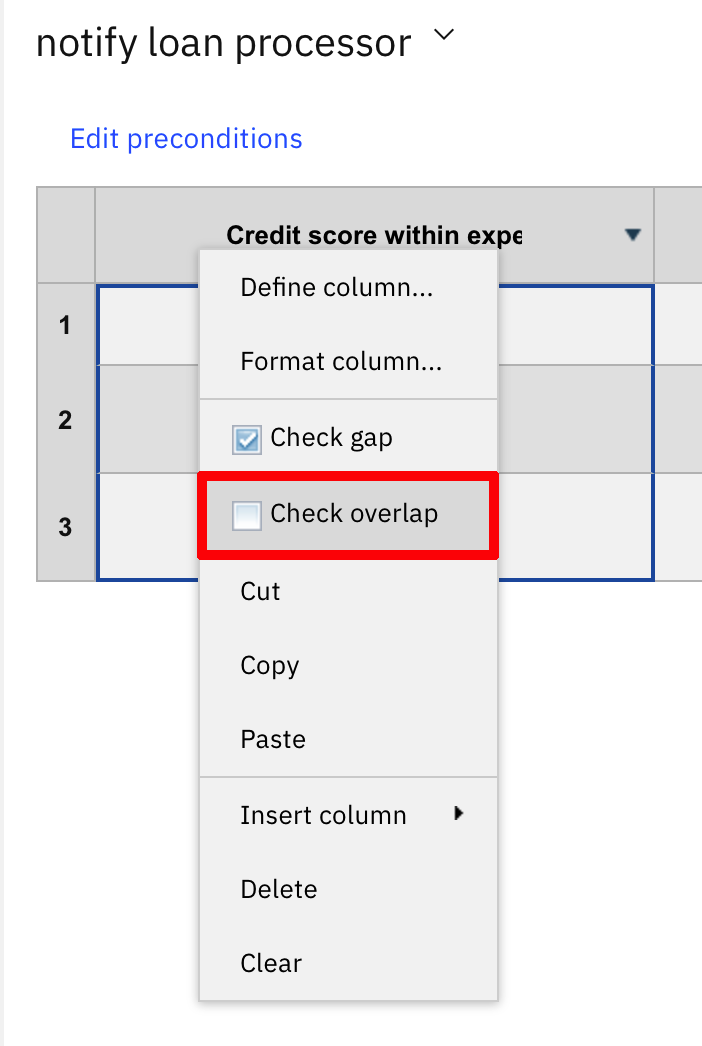 notify loan processor
Edit preconditions
Credit score within expe
Define column...
1
Format column...
2
Check gap
Check overlap
3
Cut
Copy
Paste
Insert column
Delete
Clear